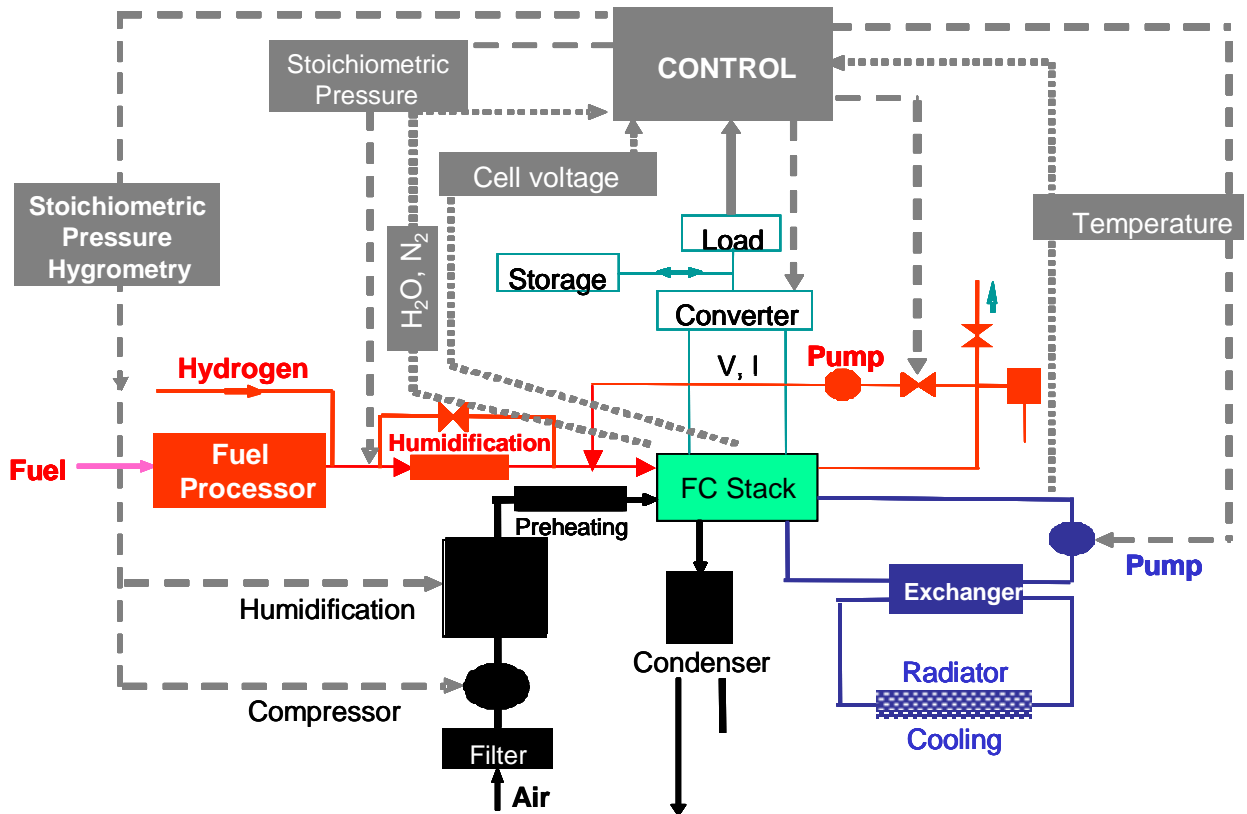 CONTROL
Stoichiometric
Pressure
Cell voltage
Stoichiometric
Pressure
Hygrometry
H₂O, N₂
Temperature
Load
Storage
Converter
V, I
Pump
Hydrogen
Humidification
Fuel
Fuel
Processor
FC Stack
Preheating
Pump
Exchanger
Humidification
Condenser
Radiator
Compressor
Cooling
Filter
Air